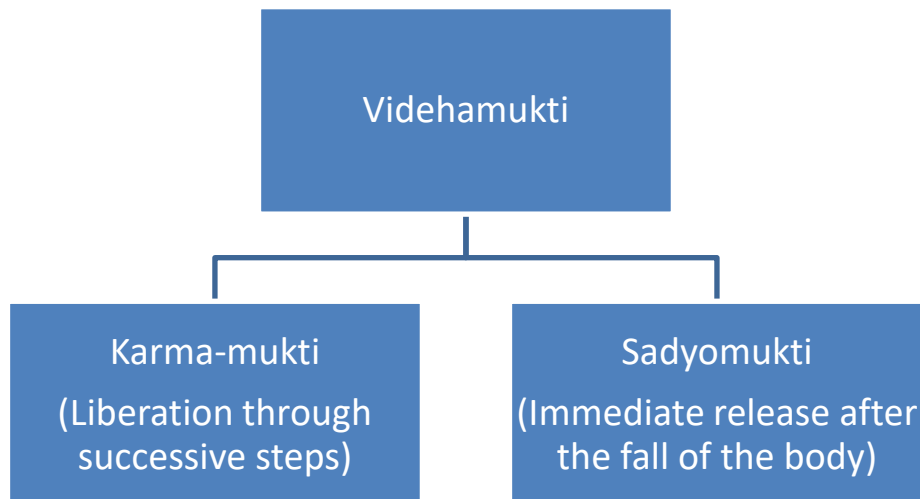 Videhamukti
Karma-mukti
(Liberation through
successive steps)
Sadyomukti
(Immediate release after
the fall of the body)